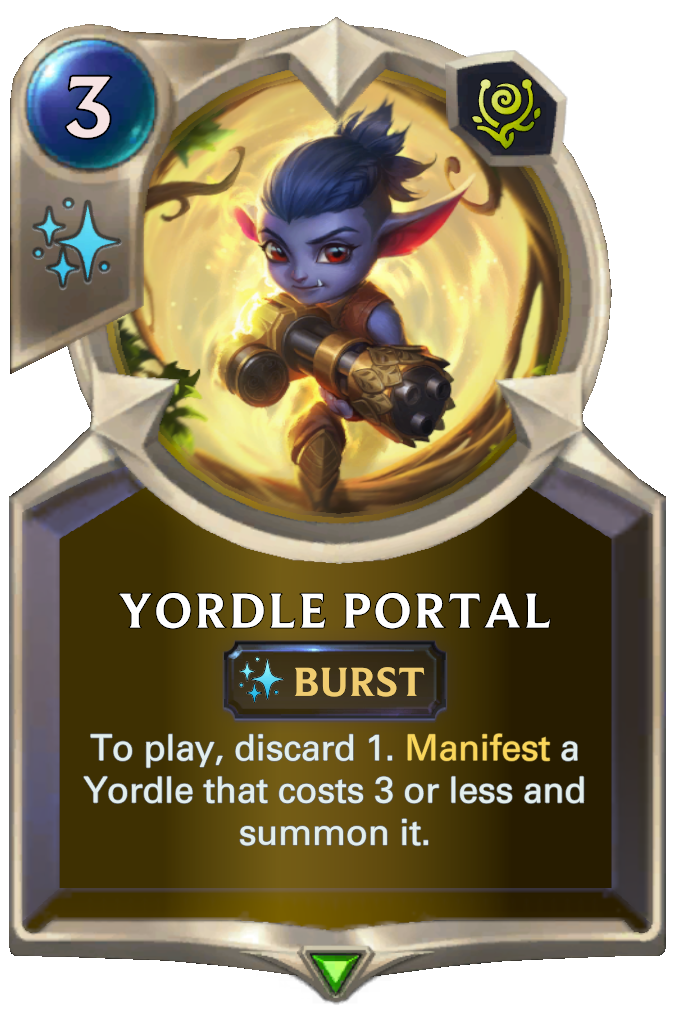 3
YORDLE PORTAL
BURST
To play, discard 1. Manifest a
Yordle that costs 3 or less and
summon it.